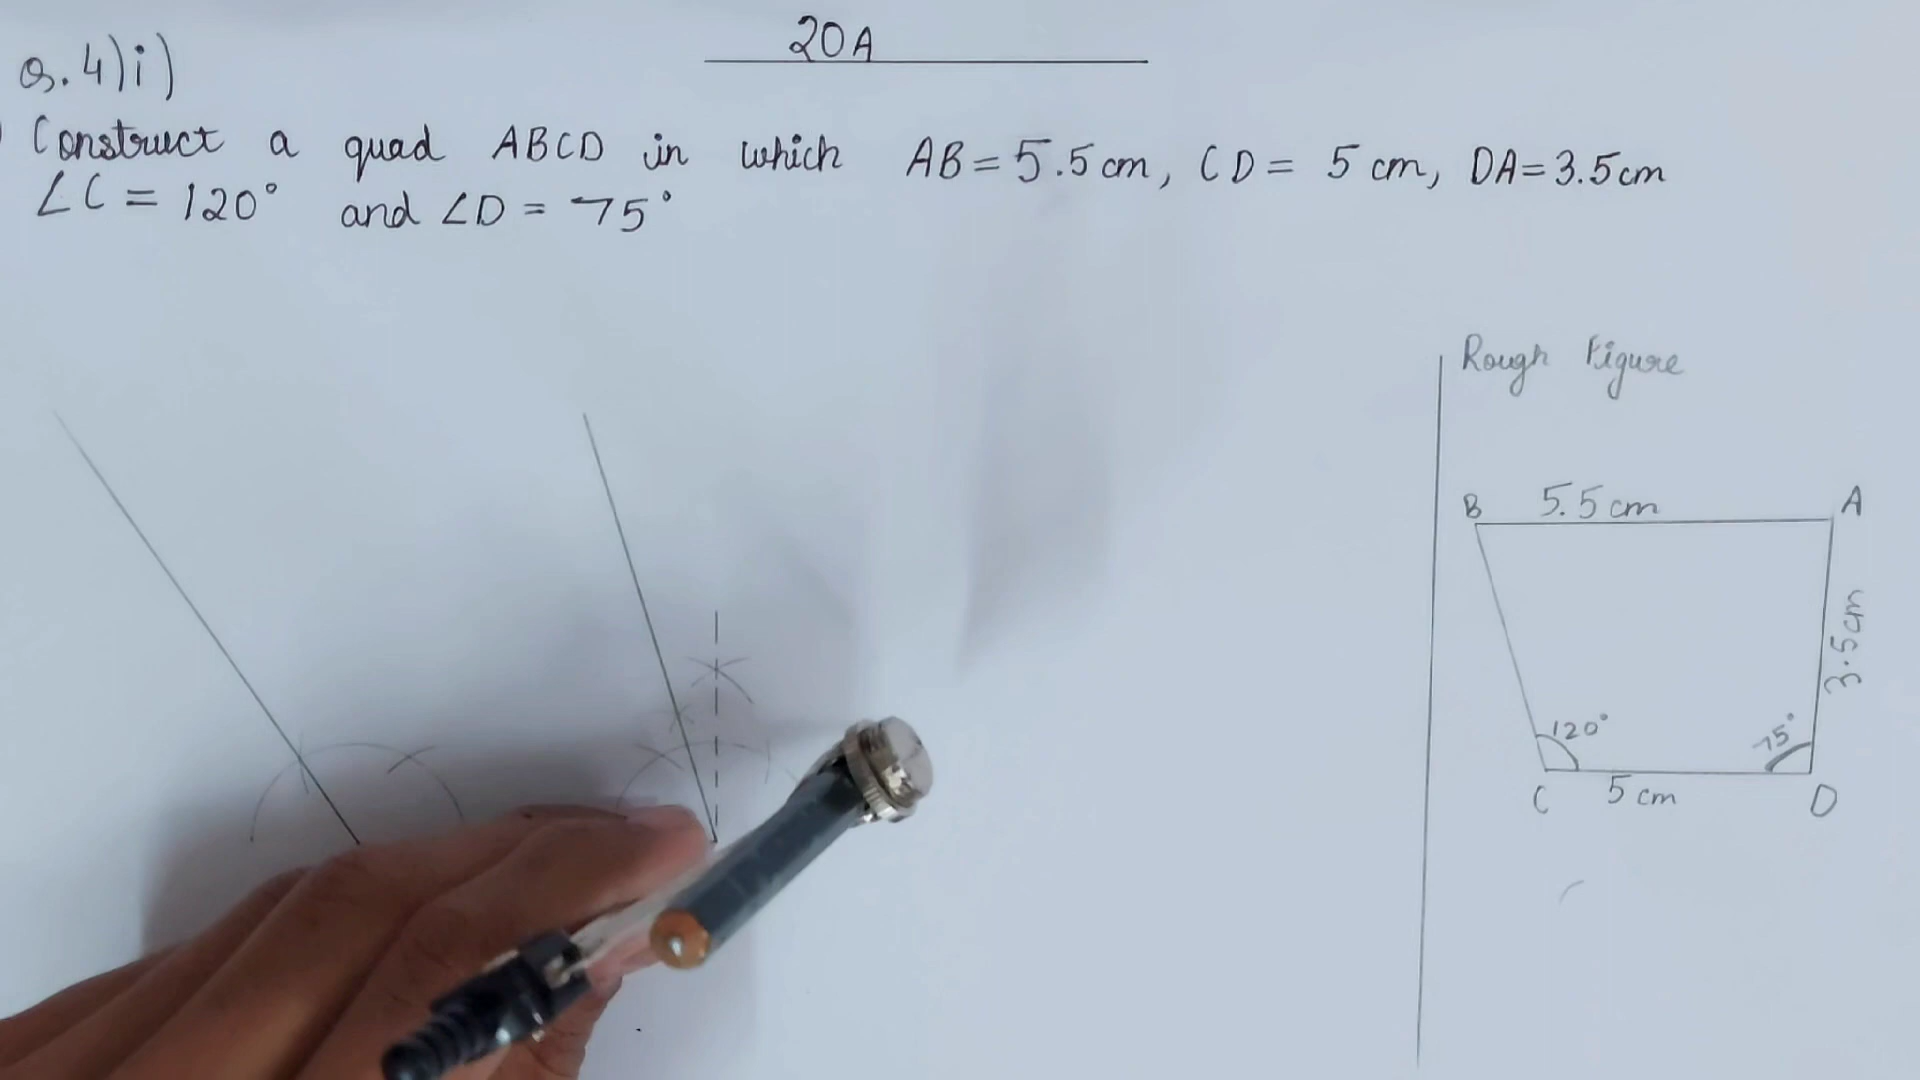 20A
Q. 4) i)
Construct a quad ABCD in which AB = 5.5 cm, CD = 5 cm, DA = 3.5 cm
∠C = 120° and ∠D = 75°
Rough Figure
B 5.5 cm A
3.5 cm
120° 75°
C 5 cm D